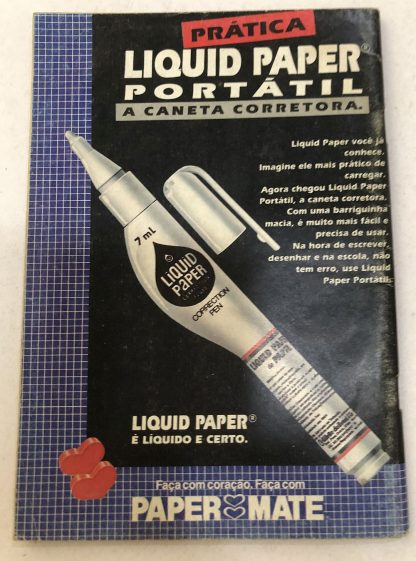 PRÁTICA
LIQUID PAPER®
PORTÁTIL
A CANETA CORRETORA.
Liquid Paper você já
conhece.
Imagine ele mais prático de
carregar.
Agora chegou Liquid Paper
Portátil, a caneta corretora.
Com uma barriguinha
macia, é muito mais fácil e
precisa de usar.
Na hora de escrever,
desenhar e na escola, não
tem erro, use Liquid
Paper Portátil.
7 mL
LIQUID
PAPER
CORRECTION
PEN
LIQUID PAPER
LIQUID PAPER®
É LÍQUIDO E CERTO.
Faça com coração. Faça com
PAPER MATE